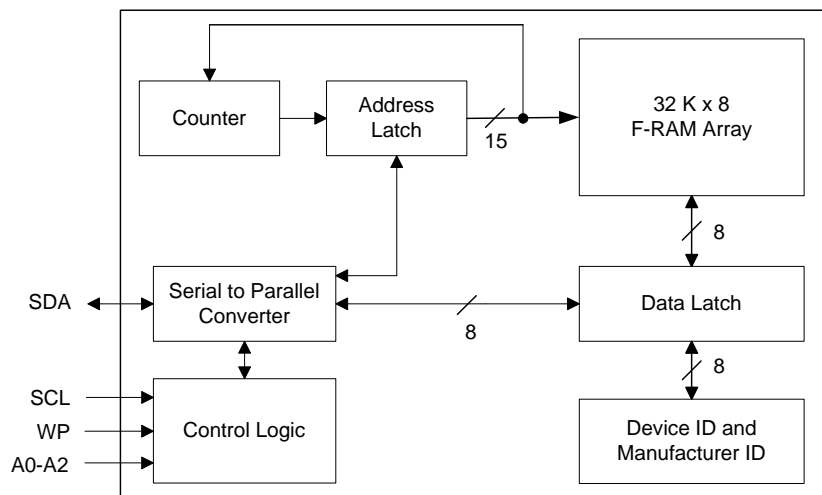 Counter
Address
Latch
15
32 K x 8
F-RAM Array
8
SDA
Serial to Parallel
Converter
8
Data Latch
8
SCL
WP
A0-A2
Control Logic
Device ID and
Manufacturer ID